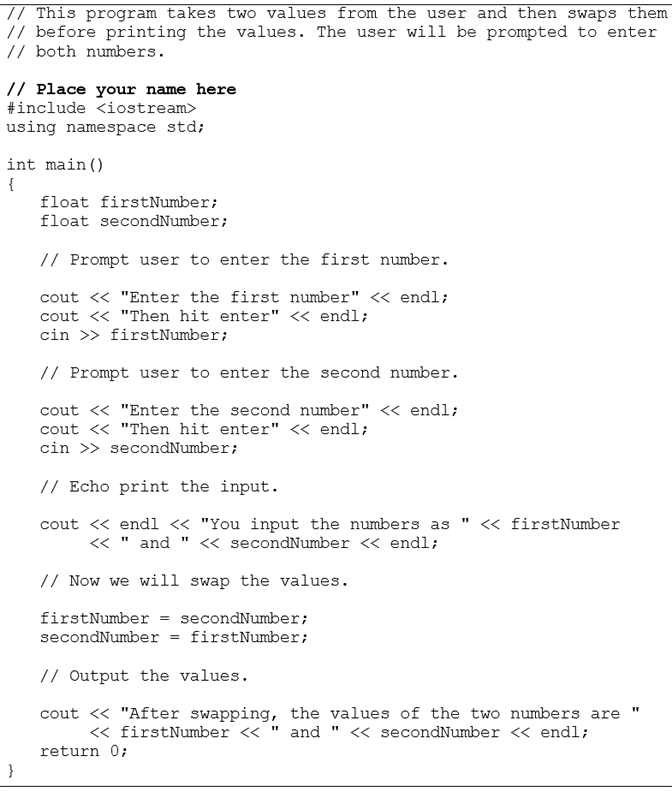 // This program takes two values from the user and then swaps them
// before printing the values. The user will be prompted to enter
// both numbers.
// Place your name here
#include <iostream>
using namespace std;
int main()
{
float firstNumber;
float secondNumber;
// Prompt user to enter the first number.
cout << "Enter the first number" << endl;
cout << "Then hit enter" << endl;
cin >> firstNumber;
// Prompt user to enter the second number.
cout << "Enter the second number" << endl;
cout << "Then hit enter" << endl;
cin >> secondNumber;
// Echo print the input.
cout << endl << "You input the numbers as " << firstNumber
<< " and " << secondNumber << endl;
// Now we will swap the values.
firstNumber = secondNumber;
secondNumber = firstNumber;
// Output the values.
cout << "After swapping, the values of the two numbers are "
<< firstNumber << " and " << secondNumber << endl;
return 0;
}